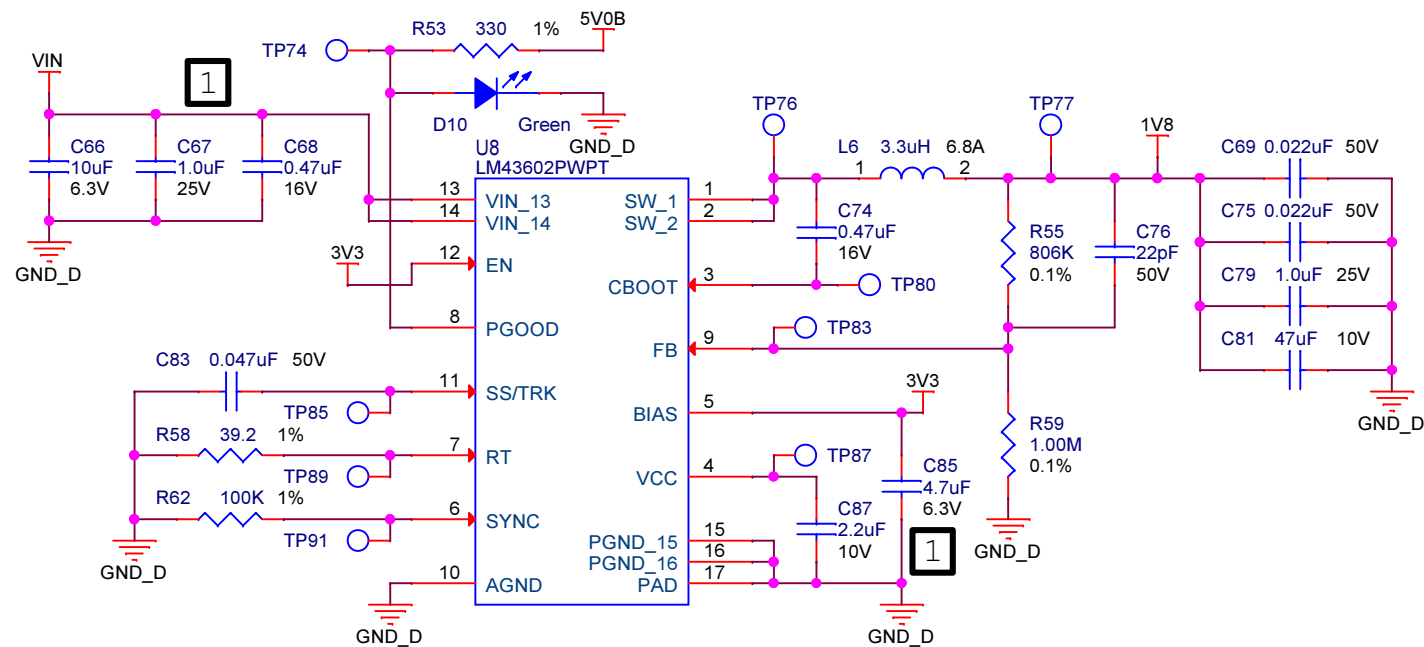 R53 330 1%
5V0B
TP74
VIN
1
D10 Green
GND_D
C66
10uF
6.3V
C67
1.0uF
25V
C68
0.47uF
16V
GND_D
U8
LM43602PWPT
13 VIN_13
14 VIN_14
3V3
12 EN
8 PGOOD
C83 0.047uF 50V
11 SS/TRK
TP85
R58 39.2 1%
7 RT
TP89
R62 100K 1%
6 SYNC
TP91
GND_D
10 AGND
GND_D
SW_1 1
SW_2 2
CBOOT 3
FB 9
BIAS 5
VCC 4
PGND_15 15
PGND_16 16
PAD 17
TP76
L6 3.3uH 6.8A
1 2
TP77
1V8
C74
0.47uF
16V
TP80
TP83
R55
806K
0.1%
C76
22pF
50V
C69 0.022uF 50V
C75 0.022uF 50V
C79 1.0uF 25V
C81 47uF 10V
GND_D
3V3
R59
1.00M
0.1%
GND_D
TP87
C85
4.7uF
6.3V
C87
2.2uF
10V
1
GND_D